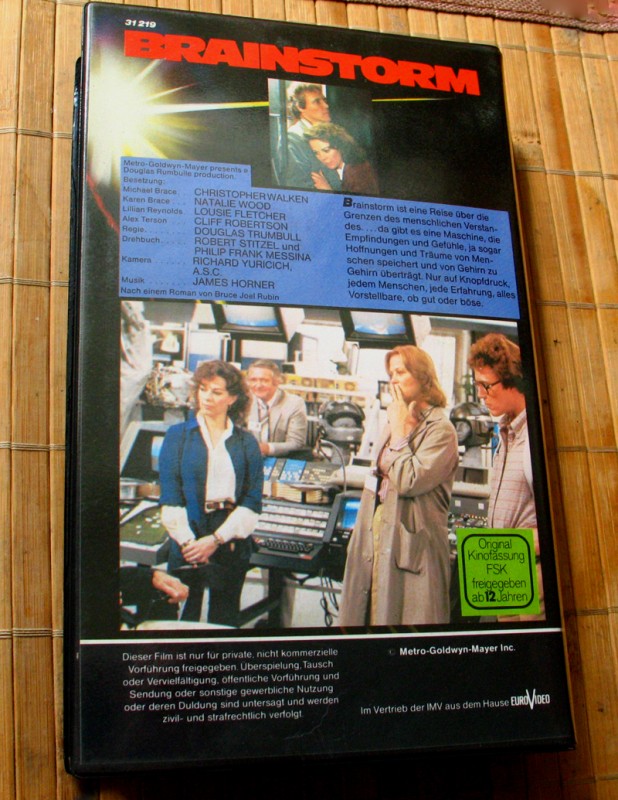 31 219
BRAINSTORM
Metro-Goldwyn-Mayer presents a
Douglas Rumbulle production.
Besetzung:
Michael Brace . . . CHRISTOPHER WALKEN
Karen Brace . . . . NATALIE WOOD
Lillian Reynolds . LOUSIE FLETCHER
Alex Terson . . . . CLIFF ROBERTSON
Regie . . . . . . . . DOUGLAS TRUMBULL
Drehbuch . . . . . . ROBERT STITZEL und
PHILIP FRANK MESSINA
Kamera . . . . . . . RICHARD YURICICH,
A.S.C.
Musik . . . . . . . . . JAMES HORNER
Nach einem Roman von Bruce Joal Rubin
Brainstorm ist eine Reise über die
Grenzen des menschlichen Verstan-
des. . . . da gibt es eine Maschine, die
Empfindungen und Gefühle, ja sogar
Hoffnungen und Träume von Men-
schen speichert und von Gehirn zu
Gehirn überträgt. Nur auf Knopfdruck,
jedem Menschen, jede Erfahrung, alles
Vorstellbare, ob gut oder böse.
Original
Kinofassung
FSK
freigegeben
ab 12 Jahren
Dieser Film ist nur für private, nicht kommerzielle
Vorführung freigegeben. Überspielung, Tausch
oder Vervielfältigung, öffentliche Vorführung und
Sendung oder sonstige gewerbliche Nutzung
oder deren Duldung sind untersagt und werden
zivil- und strafrechtlich verfolgt.
© Metro-Goldwyn-Mayer Inc.
Im Vertrieb der IMV aus dem Hause EUROVIDEO